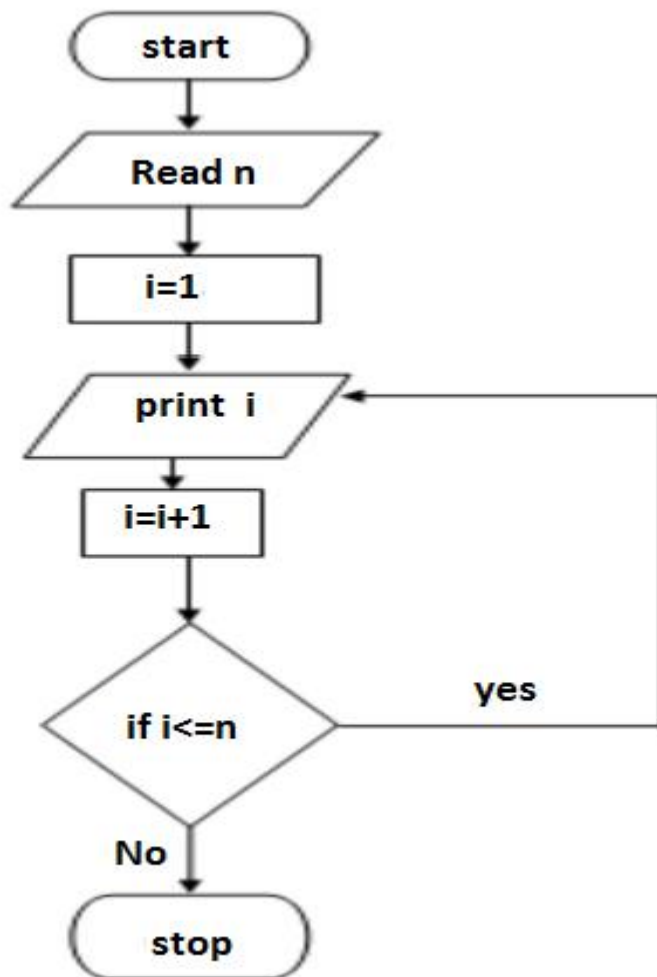 start
Read n
i=1
print i
i=i+1
if i<=n
yes
No
stop